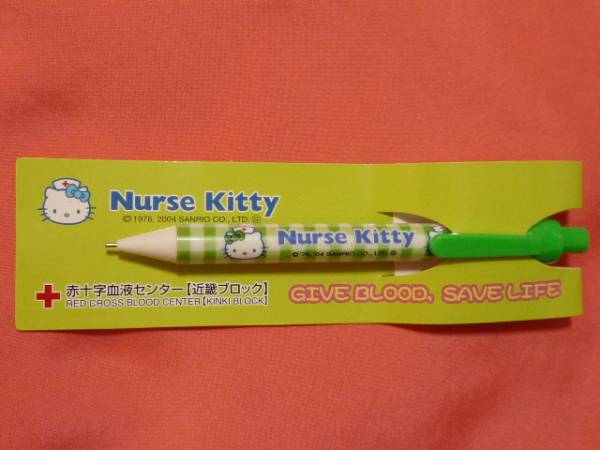 Nurse Kitty
© 1976, 2004 SANRIO CO., LTD. Ⓖ
Nurse Kitty
© '76, 2004 SANRIO CO., LTD. Ⓖ
赤十字血液センター【近畿ブロック】
RED CROSS BLOOD CENTER【KINKI BLOCK】
GIVE BLOOD, SAVE LIFE